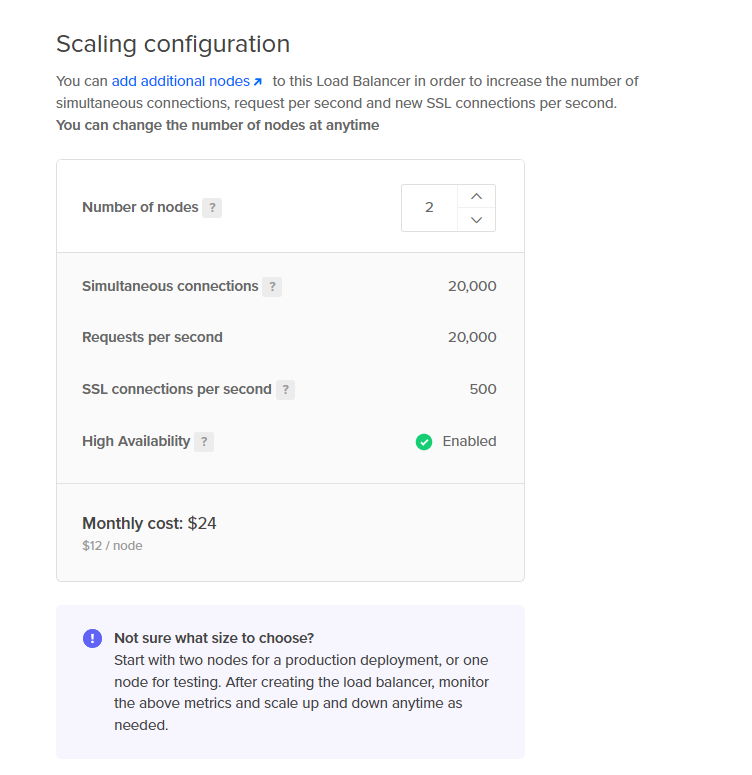 Scaling configuration
You can add additional nodes to this Load Balancer in order to increase the number of
simultaneous connections, request per second and new SSL connections per second.
You can change the number of nodes at anytime
Number of nodes ? 2
Simultaneous connections ? 20,000
Requests per second 20,000
SSL connections per second ? 500
High Availability ? Enabled
Monthly cost: $24
$12 / node
! Not sure what size to choose?
Start with two nodes for a production deployment, or one
node for testing. After creating the load balancer, monitor
the above metrics and scale up and down anytime as
needed.